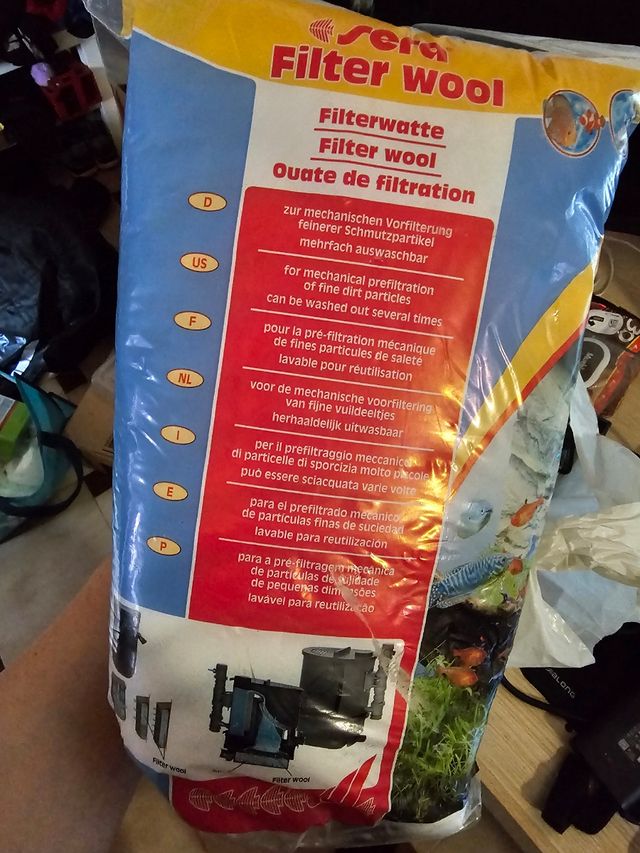 sera
Filter wool
Filterwatte
Filter wool
Ouate de filtration
D
zur mechanischen Vorfilterung
feinerer Schmutzpartikel
mehrfach auswaschbar
US
for mechanical prefiltration
of fine dirt particles
can be washed out several times
F
pour la pré-filtration mécanique
de fines particules de saleté
lavable pour réutilisation
NL
voor de mechanische voorfiltering
van fijne vuildeeltjes
herhaaldelijk uitwasbaar
I
per il prefiltraggio meccanico
di particelle di sporcizia molto piccole
può essere sciacquata varie volte
E
para el prefiltrado mecánico
de partículas finas de suciedad
lavable para reutilización
P
para a pré-filtragem mecânica
de partículas de sujidade
de pequenas dimensões
lavável para reutilização
Filter wool
Filter wool